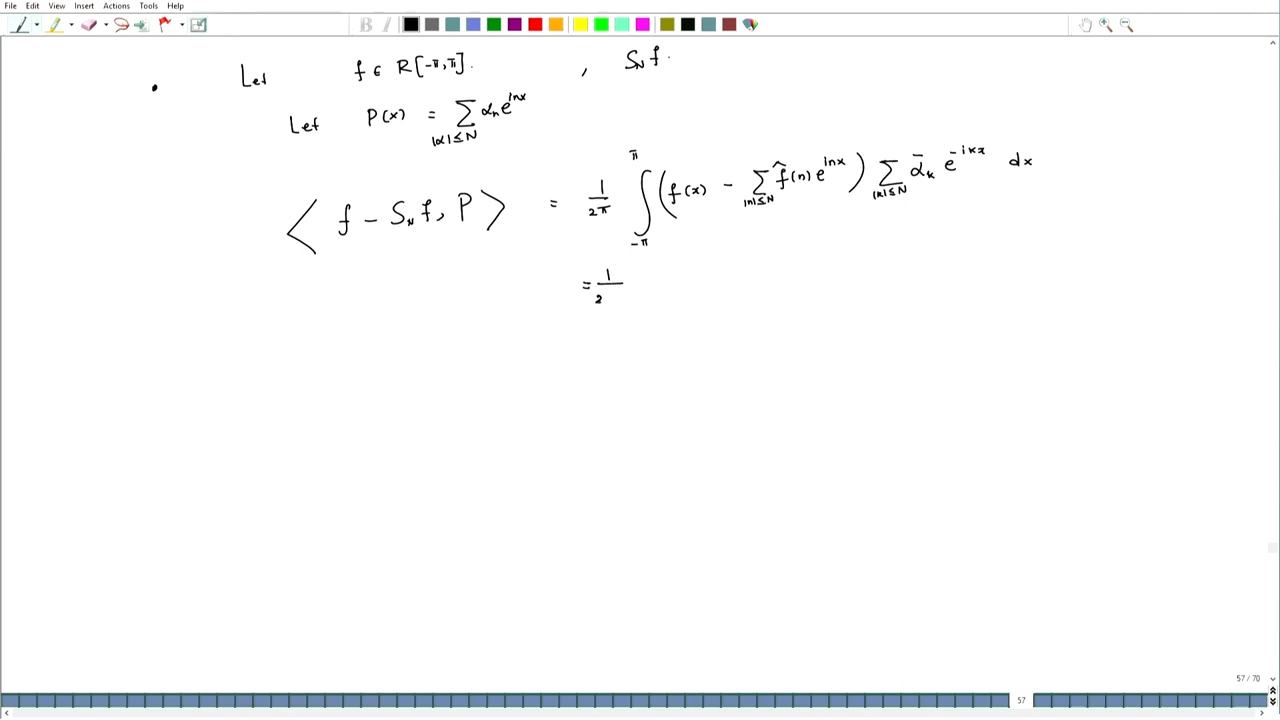 File Edit View Insert Actions Tools Help
B I
• Let f ∈ R[-π, π]. , S_N f.
Let P(x) = ∑_{|α| ≤ N} α_n e^{inx}
⟨ f - S_N f, P ⟩ = 1/2π ∫_{-π}^{π} ( f(x) - ∑_{|n| ≤ N} f̂(n) e^{inx} ) ∑_{|k| ≤ N} ᾱ_k e^{-ikx} dx
= 1/2
57 / 70
57